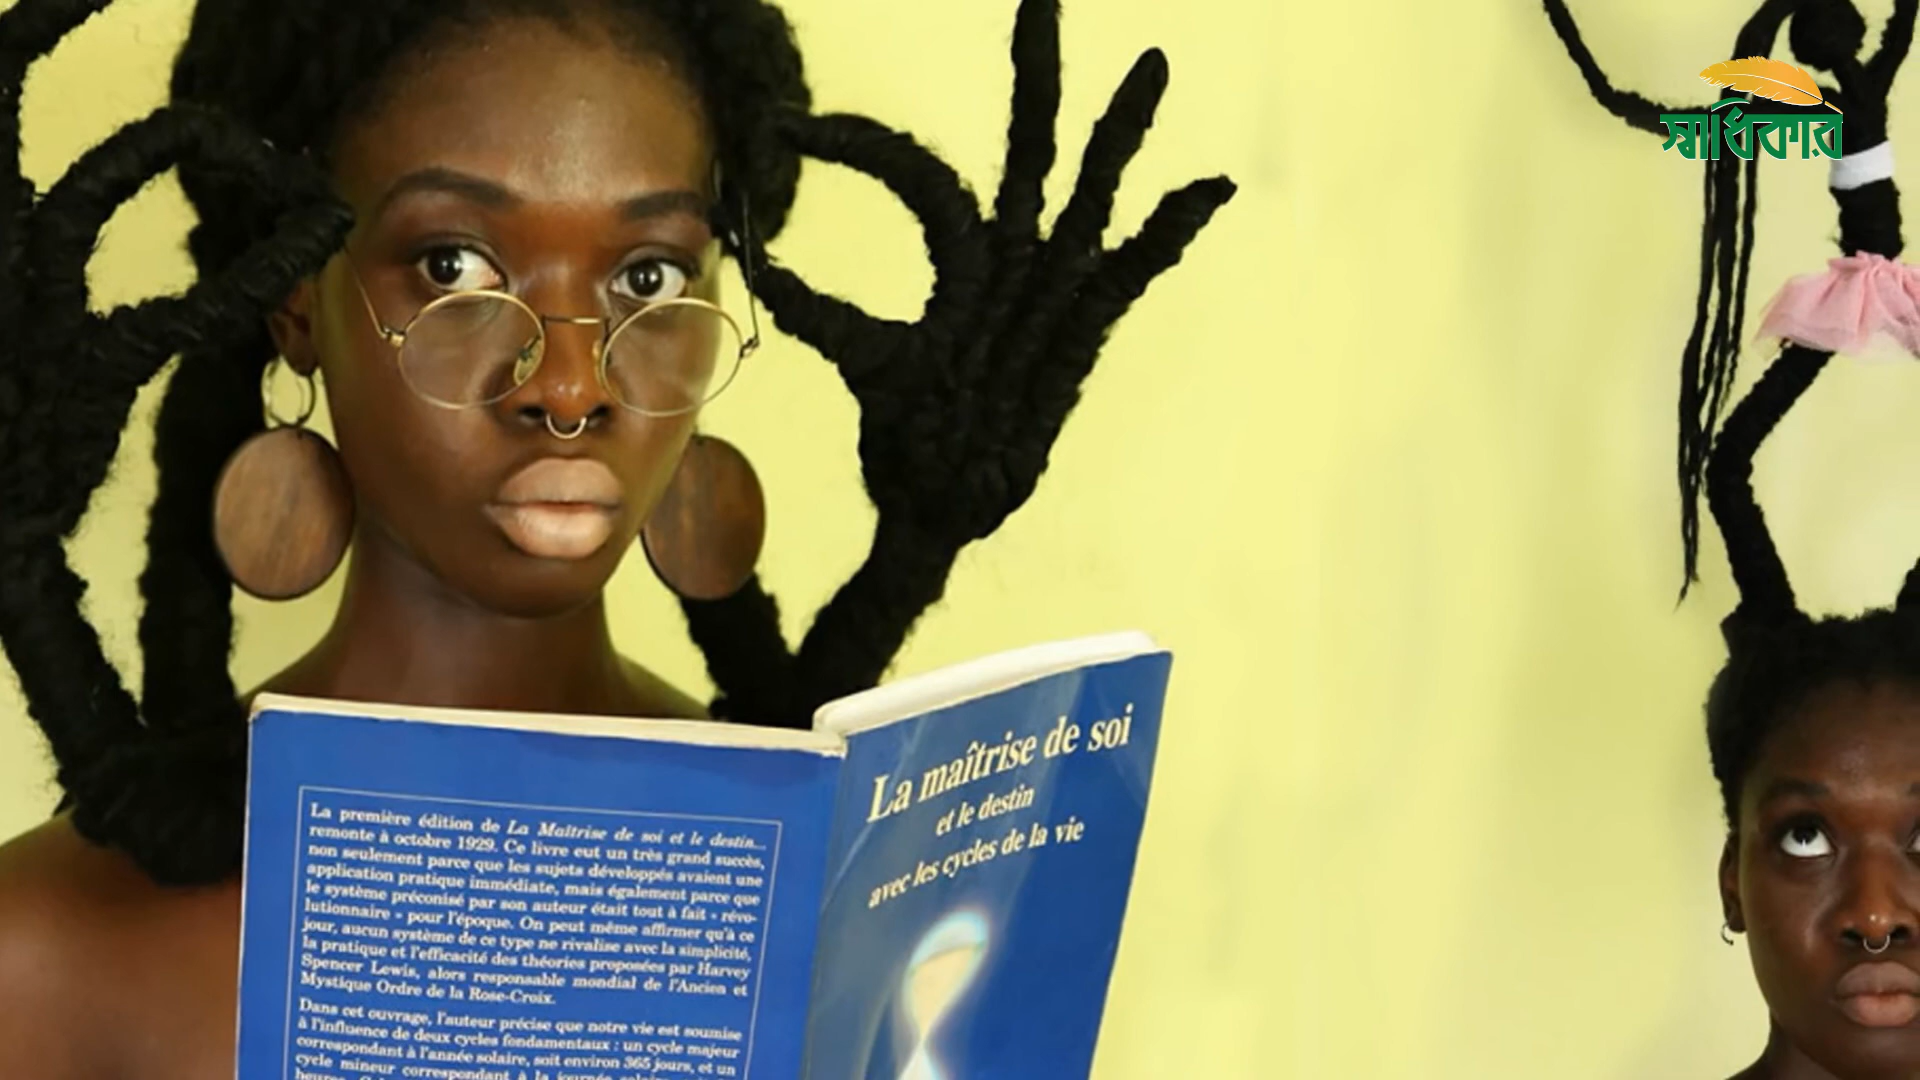 স্বাধিকার
La maîtrise de soi
et le destin
avec les cycles de la vie
La première édition de La Maîtrise de soi et le destin...
remonte à octobre 1929. Ce livre eut un très grand succès,
non seulement parce que les sujets développés avaient une
application pratique immédiate, mais également parce que
le système préconisé par son auteur était tout à fait « révo-
lutionnaire » pour l'époque. On peut même affirmer qu'à ce
jour, aucun système de ce type ne rivalise avec la simplicité,
la pratique et l'efficacité des théories proposées par Harvey
Spencer Lewis, alors responsable mondial de l'Ancien et
Mystique Ordre de la Rose-Croix.
Dans cet ouvrage, l'auteur précise que notre vie est soumise
à l'influence de deux cycles fondamentaux : un cycle majeur
correspondant à l'année solaire, soit environ 365 jours, et un
cycle mineur correspondant à la journée